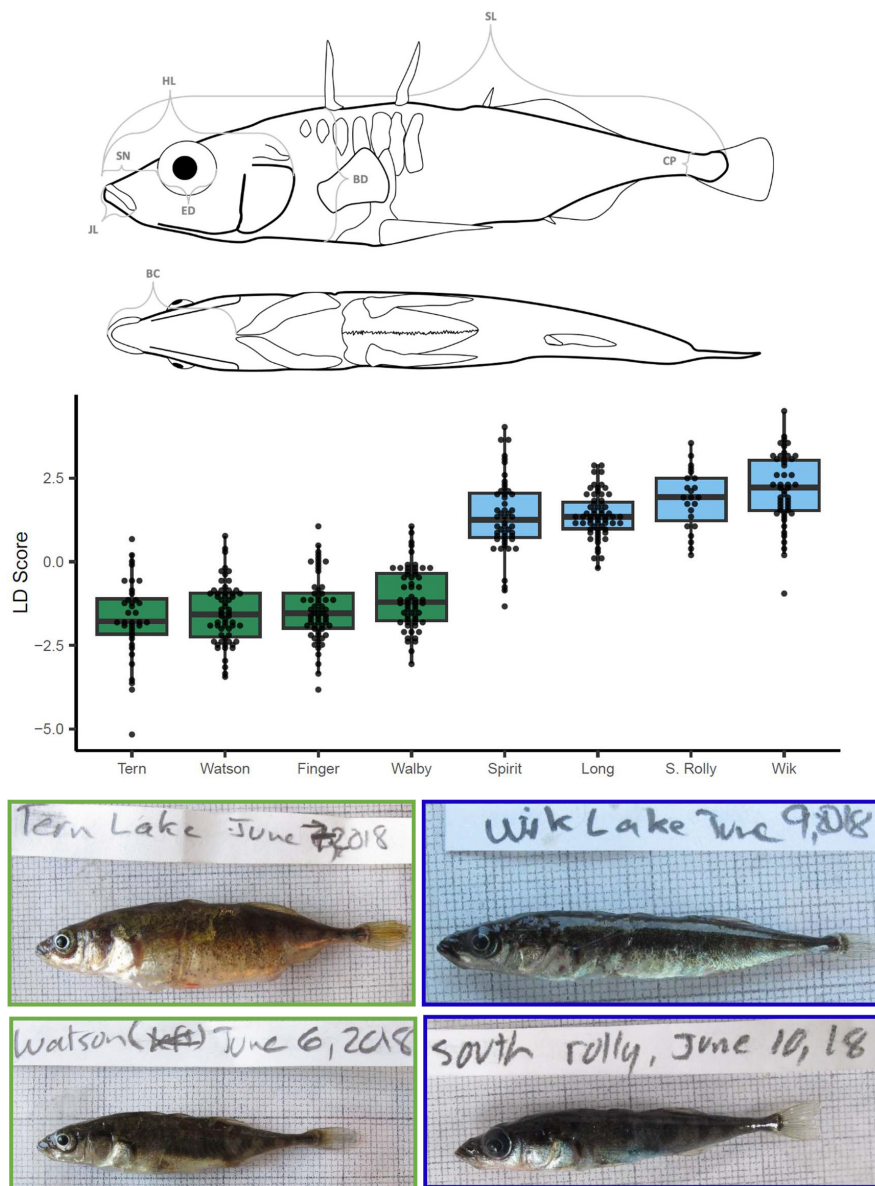 SL
HL
SN
CP
BD
ED
JL
BC
LD Score
2.5
0.0
−2.5
−5.0
Tern Watson Finger Walby Spirit Long S. Rolly Wik
Tern Lake June 7,2018
Wik Lake June 9,2018
Watson(left) June 6, 2018
South rolly, June 10, 18